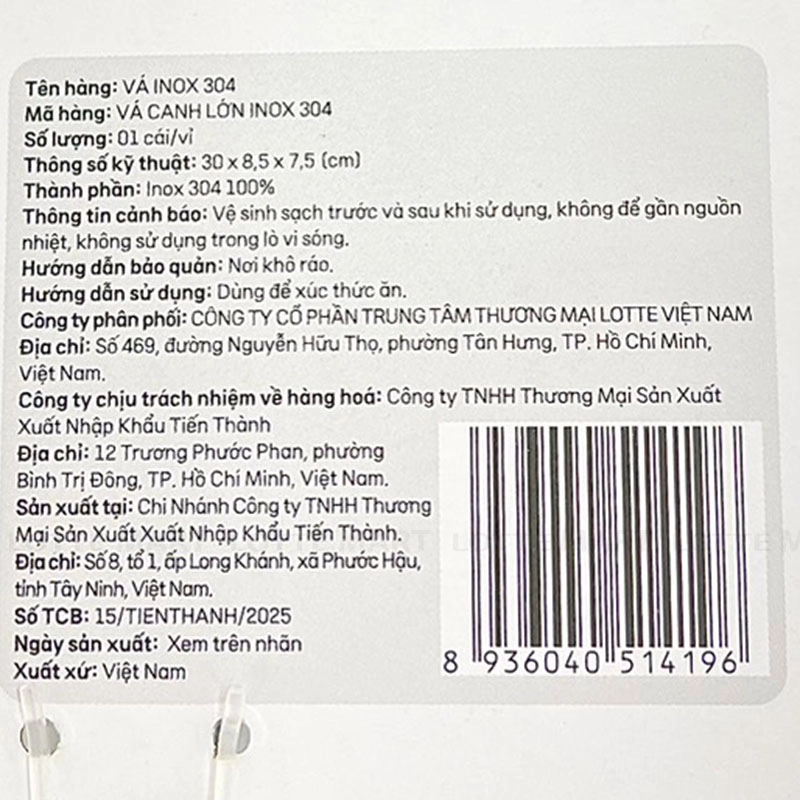 Tên hàng: VÁ INOX 304
Mã hàng: VÁ CANH LỚN INOX 304
Số lượng: 01 cái/vỉ
Thông số kỹ thuật: 30 x 8,5 x 7,5 (cm)
Thành phần: Inox 304 100%
Thông tin cảnh báo: Vệ sinh sạch trước và sau khi sử dụng, không để gần nguồn
nhiệt, không sử dụng trong lò vi sóng.
Hướng dẫn bảo quản: Nơi khô ráo.
Hướng dẫn sử dụng: Dùng để xúc thức ăn.
Công ty phân phối: CÔNG TY CỔ PHẦN TRUNG TÂM THƯƠNG MẠI LOTTE VIỆT NAM
Địa chỉ: Số 469, đường Nguyễn Hữu Thọ, phường Tân Hưng, TP. Hồ Chí Minh,
Việt Nam.
Công ty chịu trách nhiệm về hàng hoá: Công ty TNHH Thương Mại Sản Xuất
Xuất Nhập Khẩu Tiến Thành
Địa chỉ: 12 Trương Phước Phan, phường
Bình Trị Đông, TP. Hồ Chí Minh, Việt Nam.
Sản xuất tại: Chi Nhánh Công ty TNHH Thương
Mại Sản Xuất Xuất Nhập Khẩu Tiến Thành.
Địa chỉ: Số 8, tổ 1, ấp Long Khánh, xã Phước Hậu,
tỉnh Tây Ninh, Việt Nam.
Số TCB: 15/TIENTHANH/2025
Ngày sản xuất: Xem trên nhãn
Xuất xứ: Việt Nam
8 936040 514196